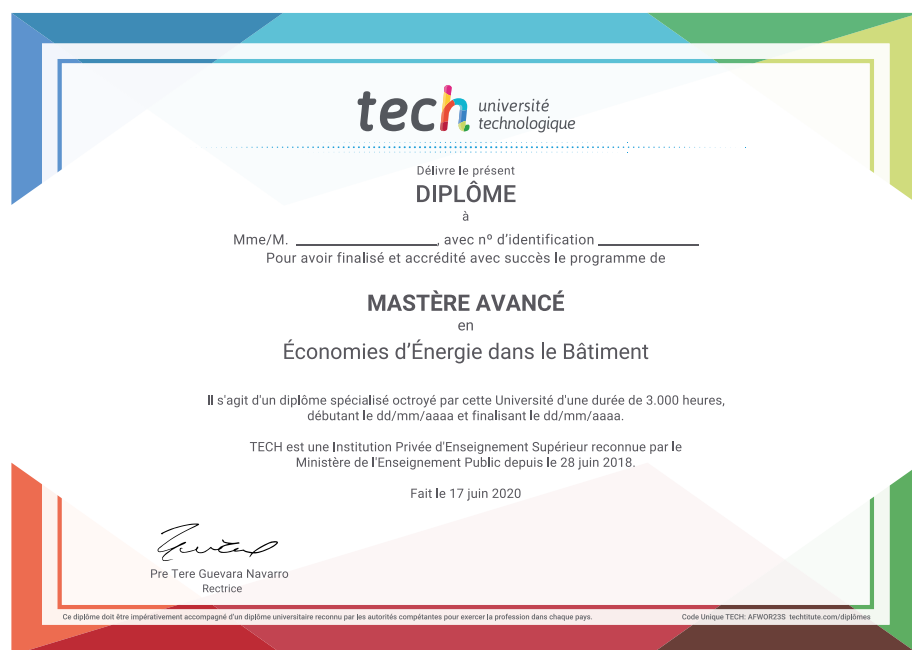 tech université
technologique
Délivre le présent
DIPLÔME
à
Mme/M. ____________________, avec nº d'identification ______________
Pour avoir finalisé et accrédité avec succès le programme de
MASTÈRE AVANCÉ
en
Économies d'Énergie dans le Bâtiment
Il s'agit d'un diplôme spécialisé octroyé par cette Université d'une durée de 3.000 heures,
débutant le dd/mm/aaaa et finalisant le dd/mm/aaaa.
TECH est une Institution Privée d'Enseignement Supérieur reconnue par le
Ministère de l'Enseignement Public depuis le 28 juin 2018.
Fait le 17 juin 2020
Pre Tere Guevara Navarro
Rectrice
Ce diplôme doit être impérativement accompagné d'un diplôme universitaire reconnu par les autorités compétentes pour exercer la profession dans chaque pays.
Code Unique TECH: AFWOR23S techtitute.com/diplômes